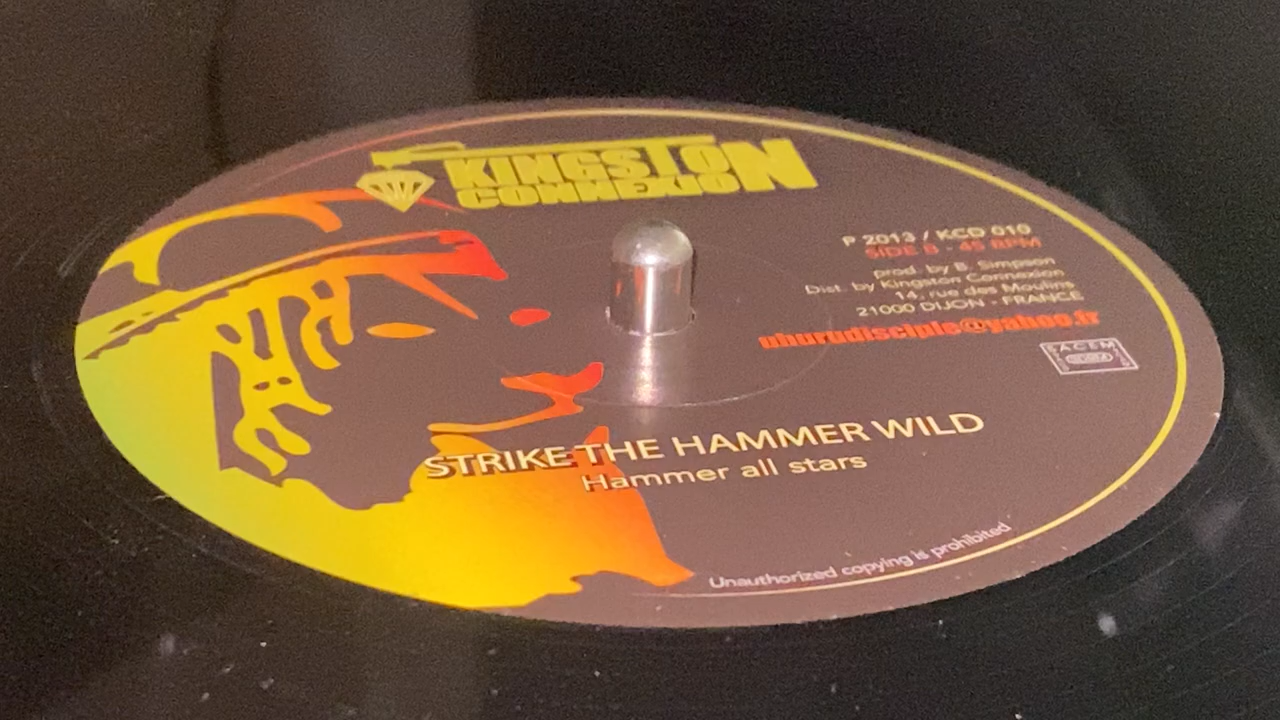 KINGSTON
CONNEXION
P 2013 / KCD 010
SIDE B - 45 RPM
prod. by B. Simpson
Dist. by Kingston Connexion
14, rue des Moulins
21000 DIJON - FRANCE
uhurudisciple@yahoo.fr
SACEM
STRIKE THE HAMMER WILD
Hammer all stars
Unauthorized copying is prohibited